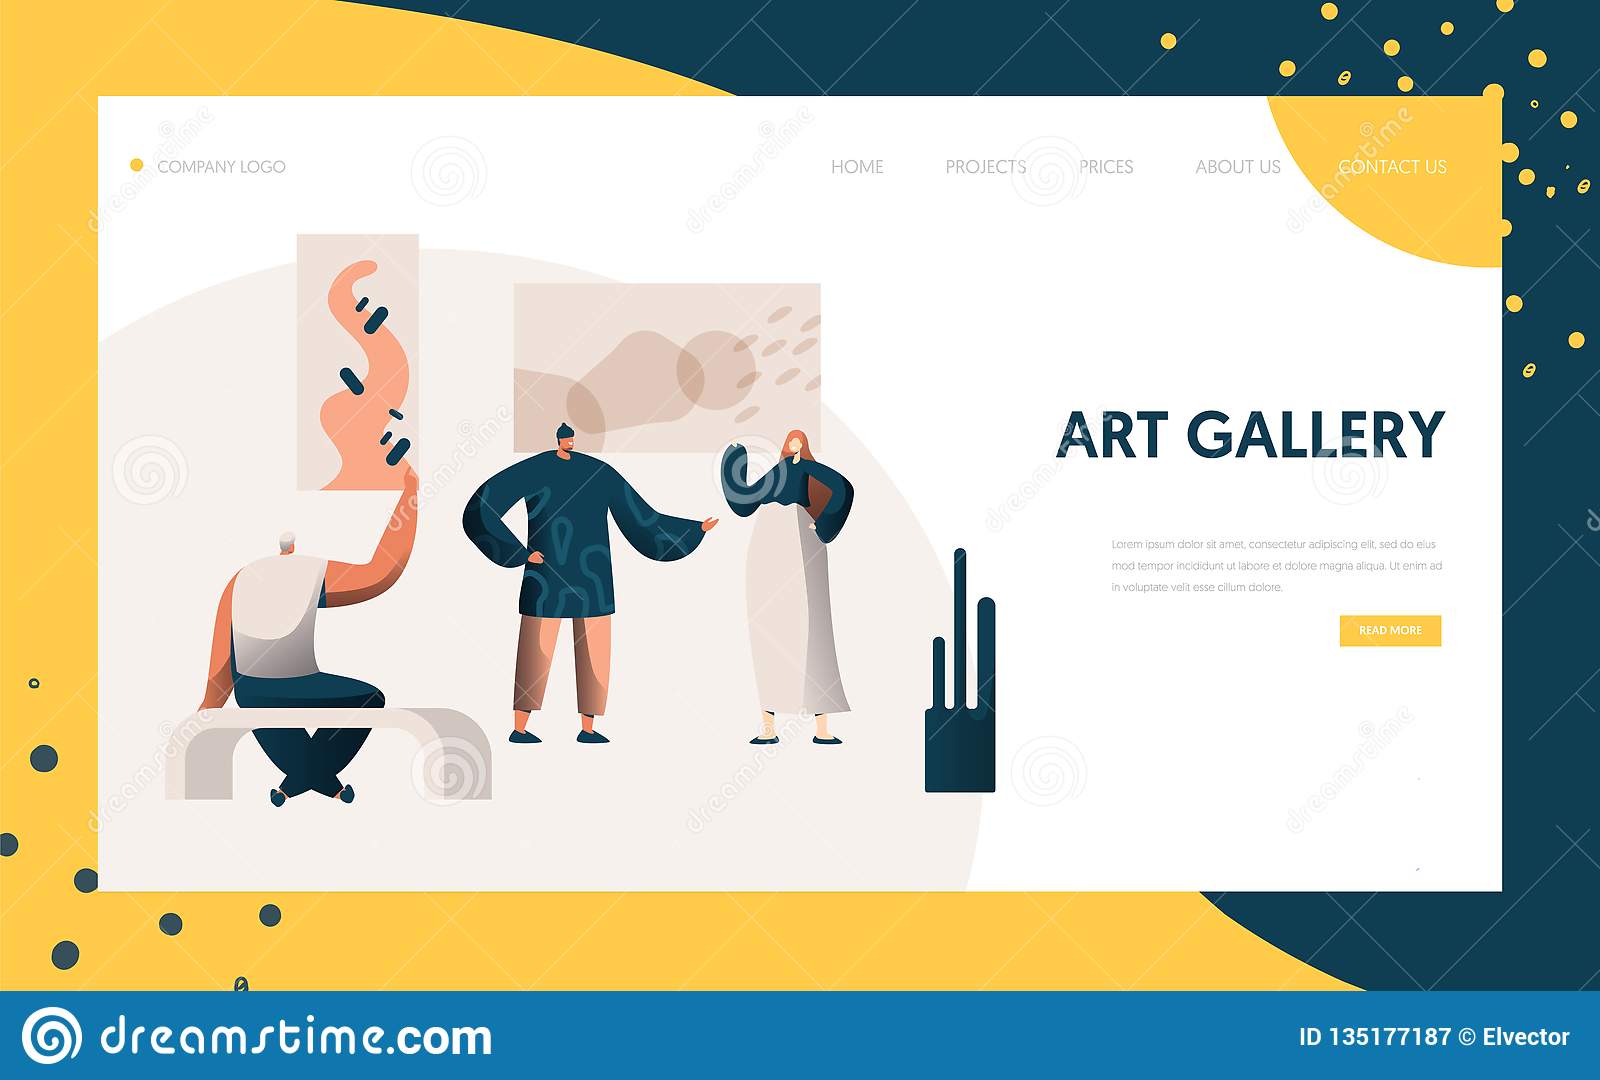 COMPANY LOGO
HOME PROJECTS PRICES ABOUT US CONTACT US
ART GALLERY
Lorem ipsum dolor sit amet, consectetur adipiscing elit, sed do eius
mod tempor incididunt ut labore et dolore magna aliqua. Ut enim ad
in voluptate velit esse cillum dolore.
READ MORE
dreamstime.com
ID 135177187 © Elvector